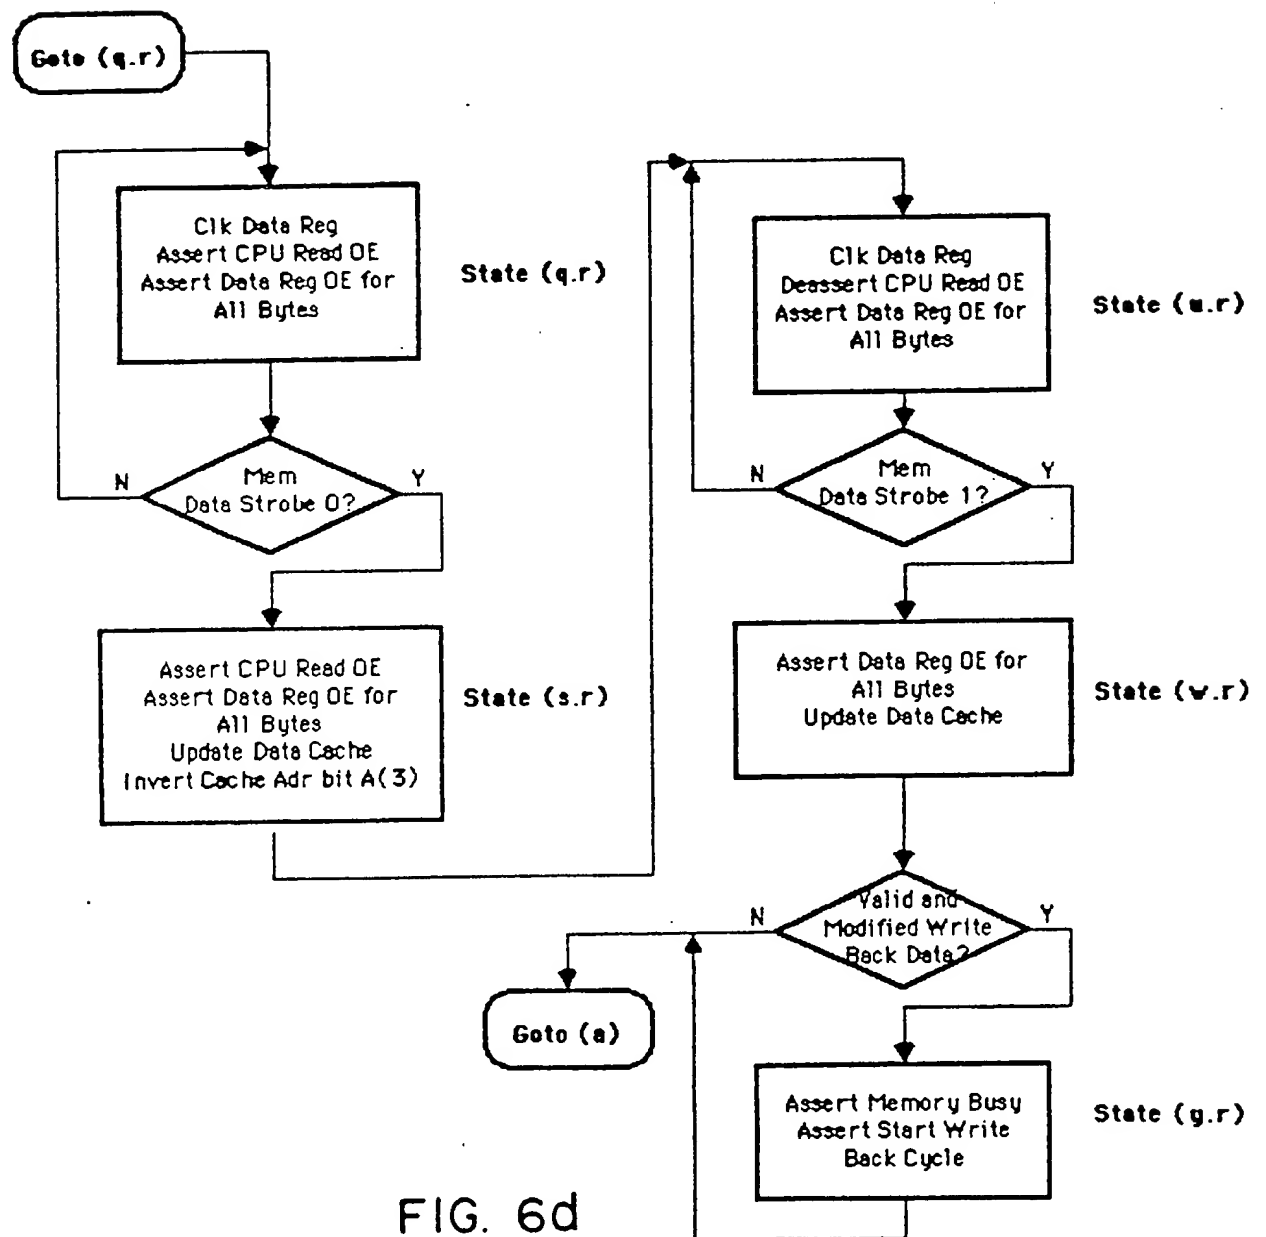 Goto (q.r)
Clk Data Reg
Assert CPU Read OE
Assert Data Reg OE for
All Bytes
State (q.r)
N
Y
Mem
Data Strobe 0?
Assert CPU Read OE
Assert Data Reg OE for
All Bytes
Update Data Cache
Invert Cache Adr bit A(3)
State (s.r)
Clk Data Reg
Deassert CPU Read OE
Assert Data Reg OE for
All Bytes
State (u.r)
N
Y
Mem
Data Strobe 1?
Assert Data Reg OE for
All Bytes
Update Data Cache
State (w.r)
N
Y
Valid and
Modified Write
Back Data?
Goto (a)
Assert Memory Busy
Assert Start Write
Back Cycle
State (y.r)
FIG. 6d